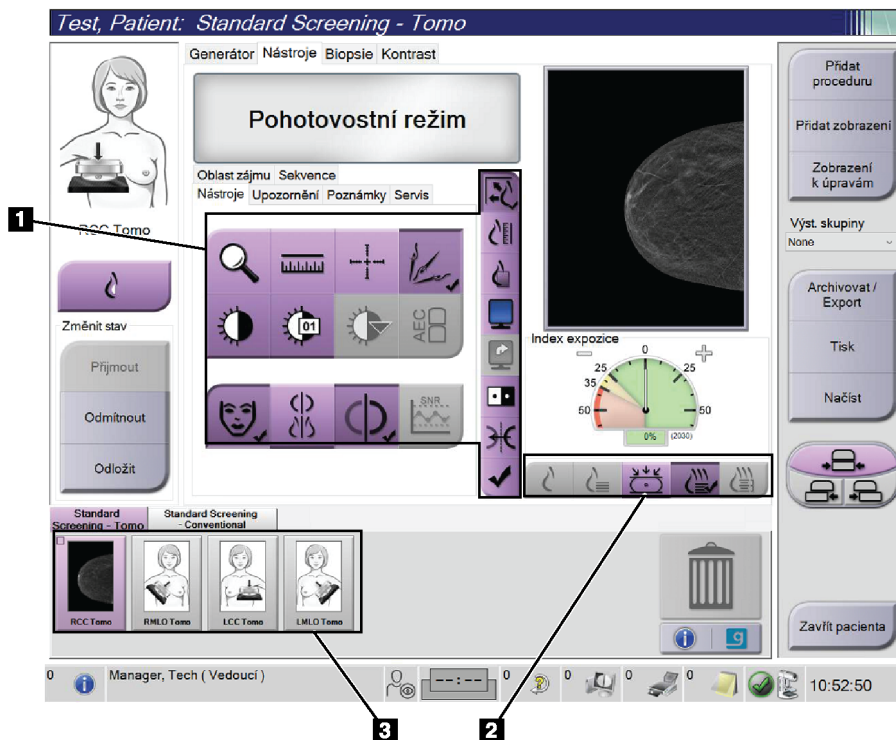 Test, Patient: Standard Screening - Tomo
Generátor Nástroje Biopsie Kontrast
Pohotovostní režim
Oblast zájmu Sekvence
Nástroje Upozornění Poznámky Servis
1
RCC Tomo
01
AEC
Změnit stav
Přijmout
Odmítnout
Odložit
SNR
Index expozice
0
25
25
35
50
50
0%
(2030)
Přidat
proceduru
Přidat zobrazení
Zobrazení
k úpravám
Výst. skupiny
None
Archivovat /
Export
Tisk
Načíst
Standard
Screening - Tomo
Standard Screening
- Conventional
RCC Tomo
RMLO Tomo
LCC Tomo
LMLO Tomo
Zavřít pacienta
0
Manager, Tech ( Vedoucí )
--:--
0
0
0
0
10:52:50
3
2